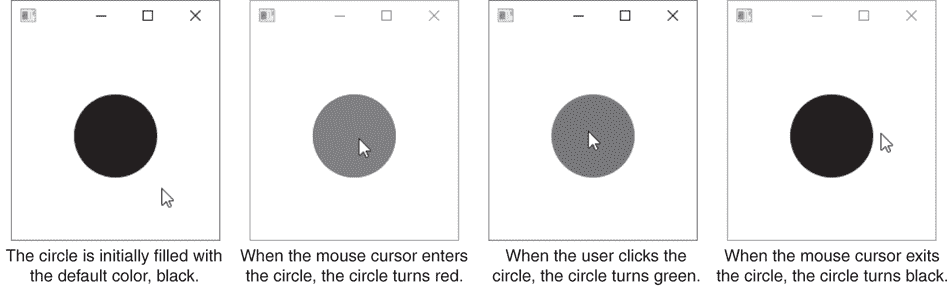 The circle is initially filled with
the default color, black.
When the mouse cursor enters
the circle, the circle turns red.
When the user clicks the
circle, the circle turns green.
When the mouse cursor exits
the circle, the circle turns black.